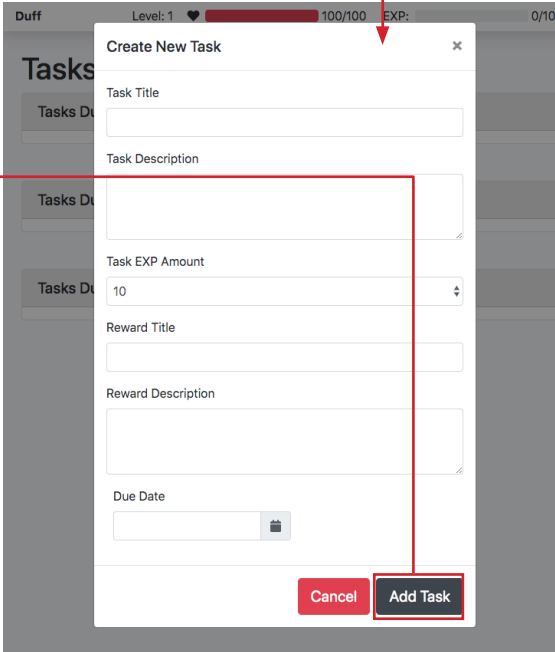 Duff Level: 1 100/100 EXP: 0/10
Create New Task ×
Tasks
Task Title
Tasks Du
Task Description
Tasks Du
Task EXP Amount
Tasks Du
10
Reward Title
Reward Description
Due Date
Cancel Add Task